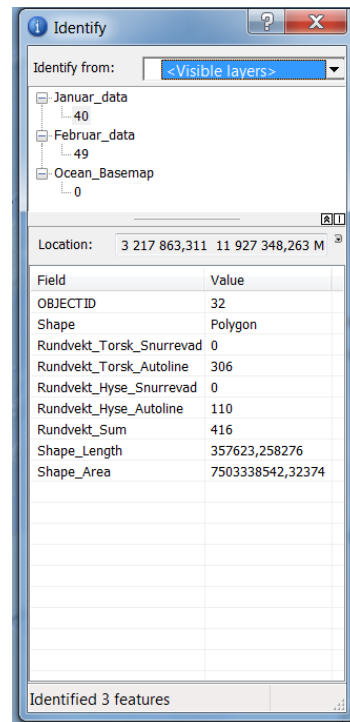 Identify
Identify from: <Visible layers>
Januar_data
40
Februar_data
49
Ocean_Basemap
0
Location: 3 217 863,311 11 927 348,263 M
Field Value
OBJECTID 32
Shape Polygon
Rundvekt_Torsk_Snurrevad 0
Rundvekt_Torsk_Autoline 306
Rundvekt_Hyse_Snurrevad 0
Rundvekt_Hyse_Autoline 110
Rundvekt_Sum 416
Shape_Length 357623,258276
Shape_Area 7503338542,32374
Identified 3 features